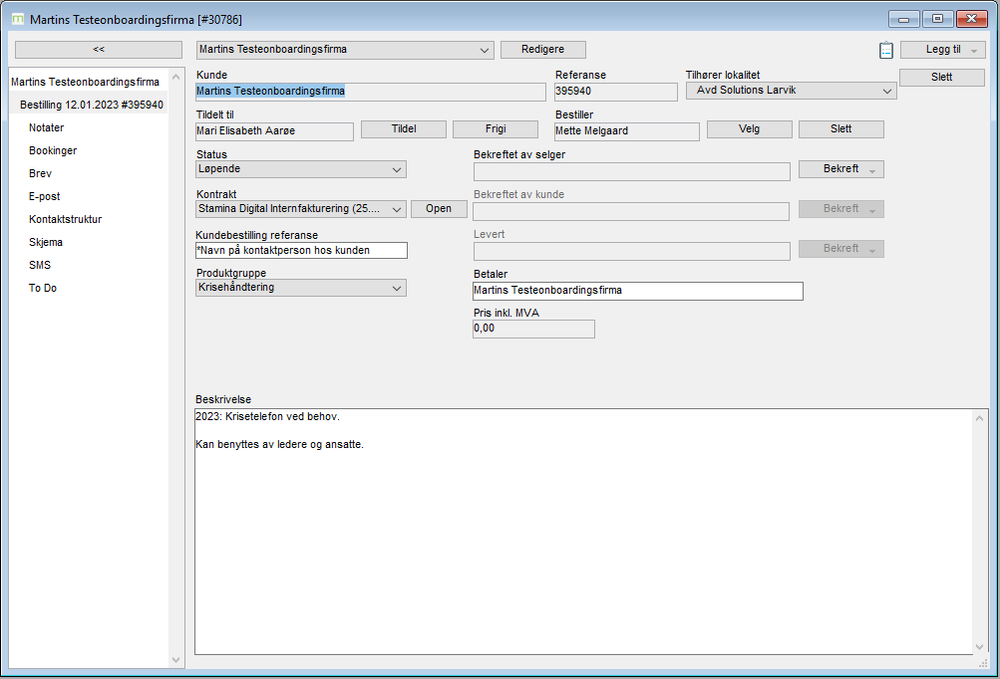 m Martins Testeonboardingsfirma [#30786]
<< Martins Testeonboardingsfirma Redigere Legg til
Martins Testeonboardingsfirma
Bestilling 12.01.2023 #395940
Notater
Bookinger
Brev
E-post
Kontaktstruktur
Skjema
SMS
To Do
Kunde Referanse Tilhører lokalitet Slett
Martins Testeonboardingsfirma 395940 Avd Solutions Larvik
Tildelt til Bestiller
Mari Elisabeth Aarøe Tildel Frigi Mette Melgaard Velg Slett
Status Bekreftet av selger
Løpende Bekreft
Kontrakt Bekreftet av kunde
Stamina Digital Internfakturering (25.... Open Bekreft
Kundebestilling referanse Levert
*Navn på kontaktperson hos kunden Bekreft
Produktgruppe Betaler
Krisehåndtering Martins Testeonboardingsfirma
Pris inkl. MVA
0,00
Beskrivelse
2023: Krisetelefon ved behov.
Kan benyttes av ledere og ansatte.